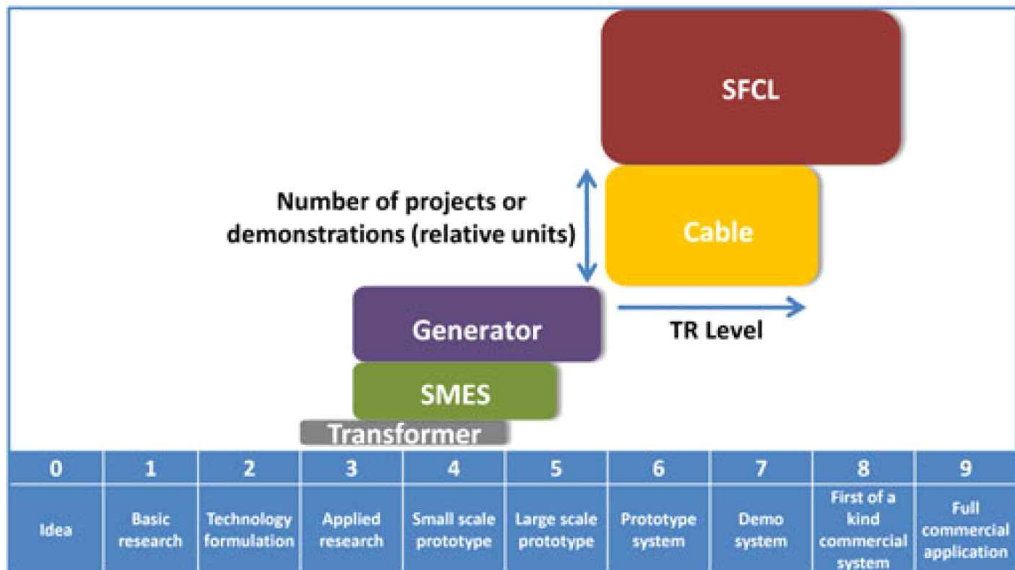 SFCL
Number of projects or
demonstrations (relative units)
Cable
TR Level
Generator
SMES
Transformer
0 1 2 3 4 5 6 7 8 9
Idea
Basic
research
Technology
formulation
Applied
research
Small scale
prototype
Large scale
prototype
Prototype
system
Demo
system
First of a
kind
commercial
system
Full
commercial
application